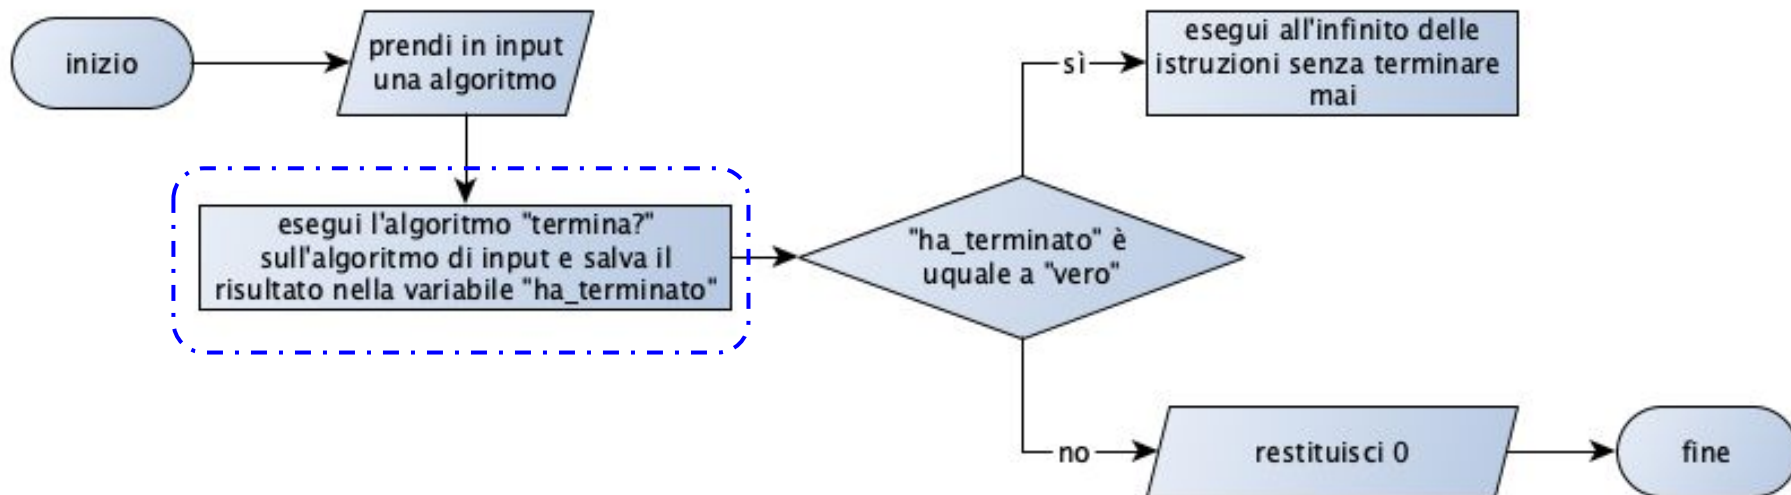 inizio
prendi in input
una algoritmo
esegui l'algoritmo "termina?"
sull'algoritmo di input e salva il
risultato nella variabile "ha_terminato"
"ha_terminato" è
uquale a "vero"
sì
esegui all'infinito delle
istruzioni senza terminare
mai
no
restituisci 0
fine